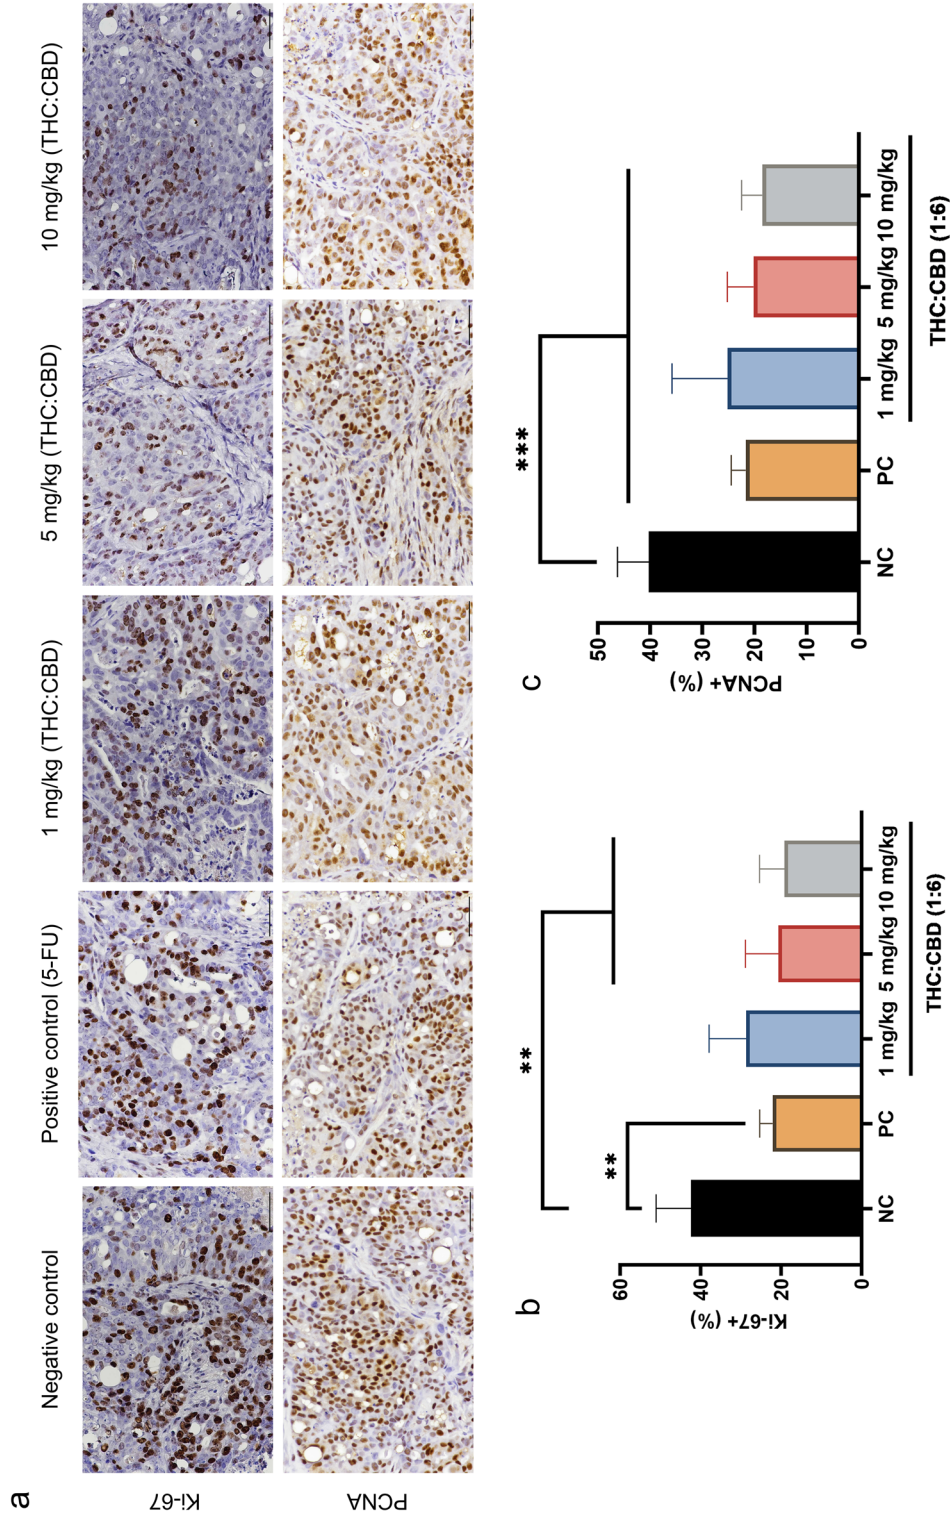 a
Negative control
Positive control (5-FU)
1 mg/kg (THC:CBD)
5 mg/kg (THC:CBD)
10 mg/kg (THC:CBD)
Ki-67
PCNA
b
Ki-67+ (%)
60
40
20
0
**
**
NC
PC
1 mg/kg
5 mg/kg
10 mg/kg
THC:CBD (1:6)
c
PCNA+ (%)
50
40
30
20
10
0
***
NC
PC
1 mg/kg
5 mg/kg
10 mg/kg
THC:CBD (1:6)